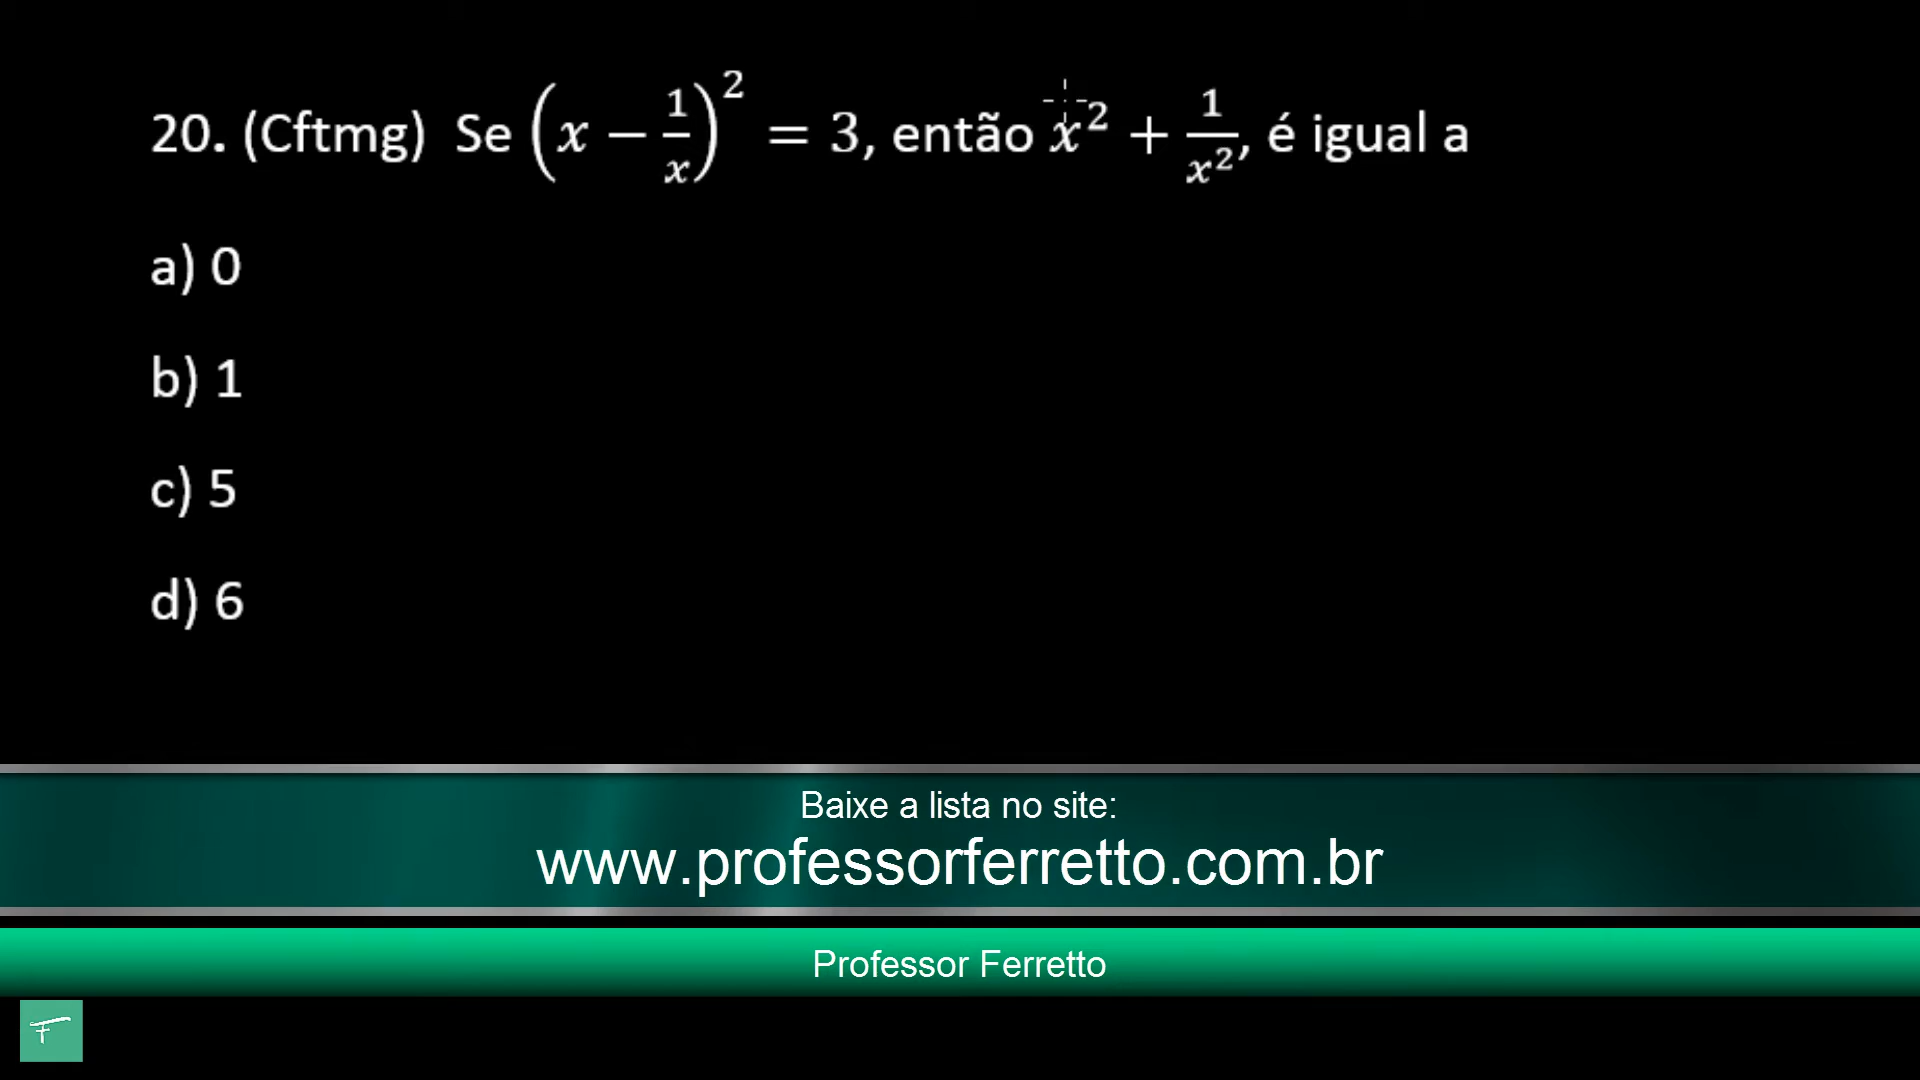 20. (Cftmg) Se (x − 1/x)² = 3, então x² + 1/x², é igual a
a) 0
b) 1
c) 5
d) 6
Baixe a lista no site:
www.professorferretto.com.br
Professor Ferretto
F